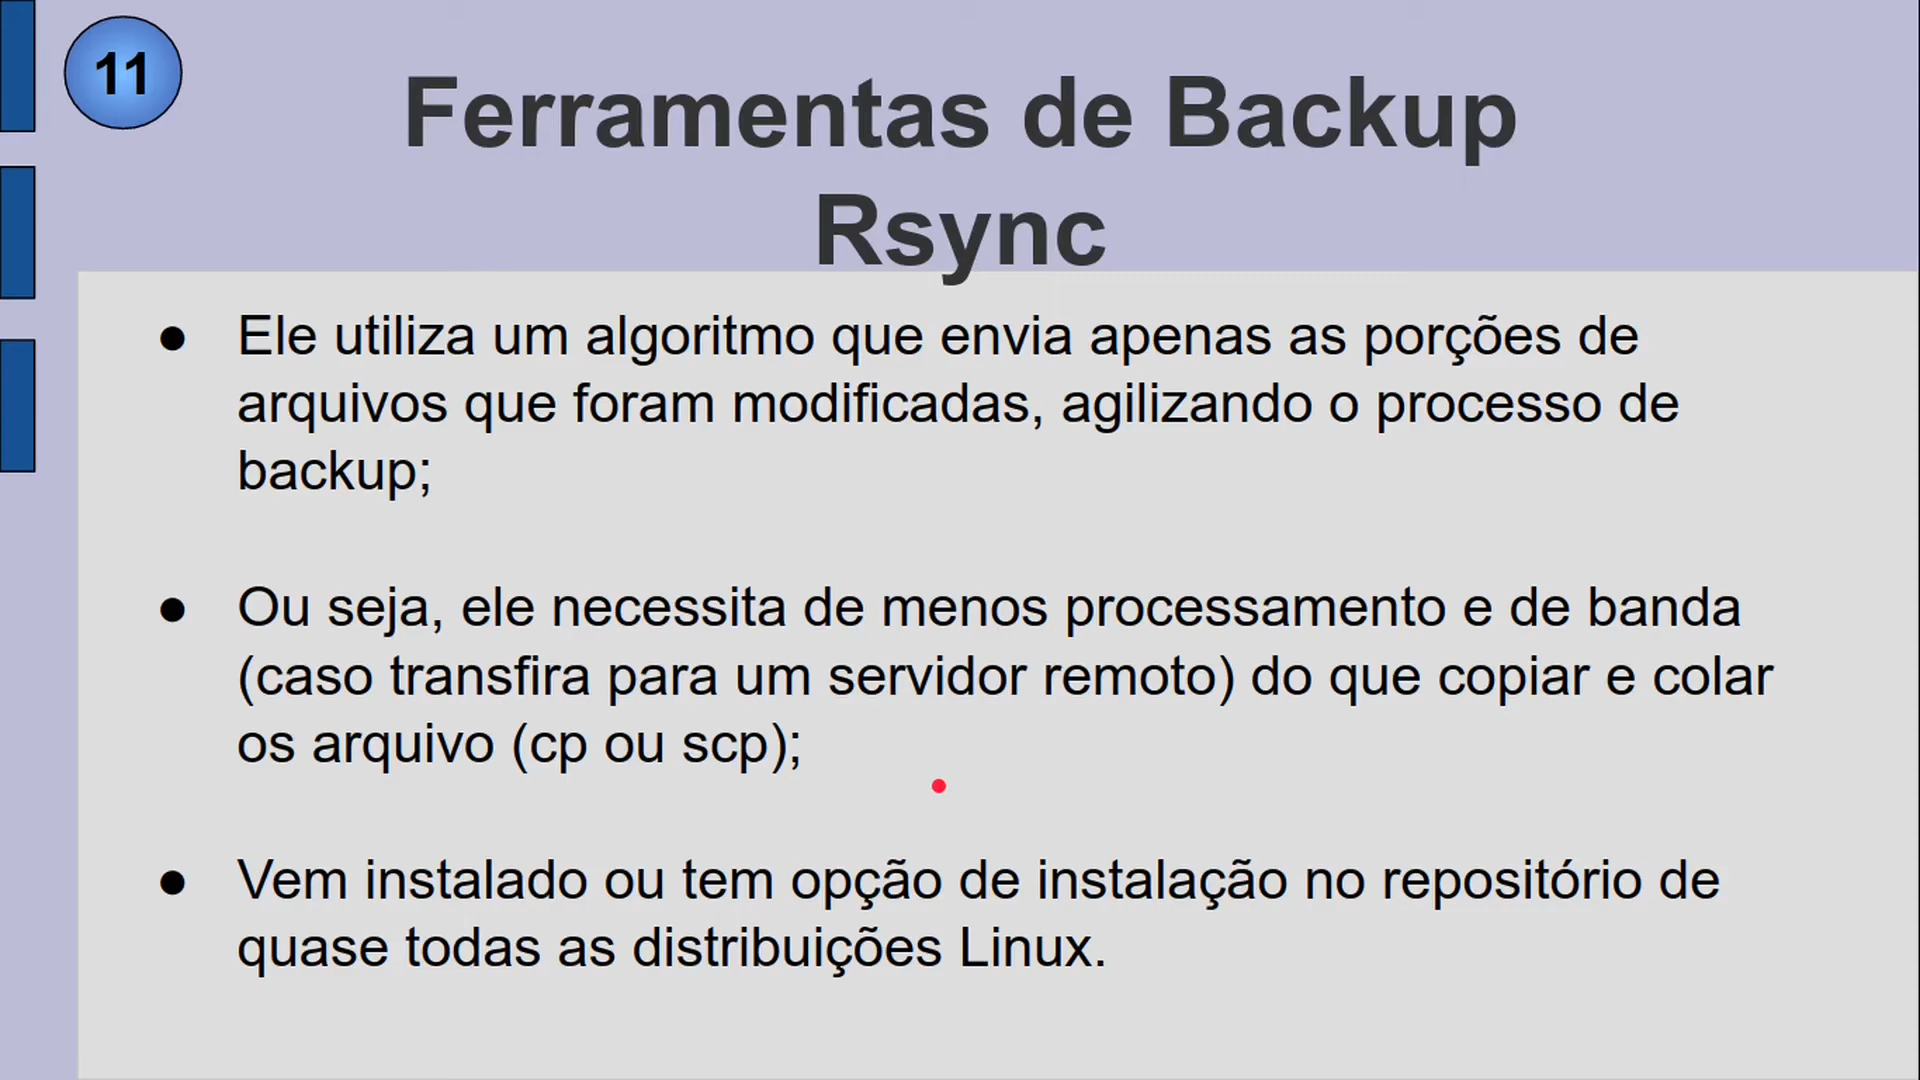 11
Ferramentas de Backup
Rsync
● Ele utiliza um algoritmo que envia apenas as porções de
arquivos que foram modificadas, agilizando o processo de
backup;
● Ou seja, ele necessita de menos processamento e de banda
(caso transfira para um servidor remoto) do que copiar e colar
os arquivo (cp ou scp);
● Vem instalado ou tem opção de instalação no repositório de
quase todas as distribuições Linux.